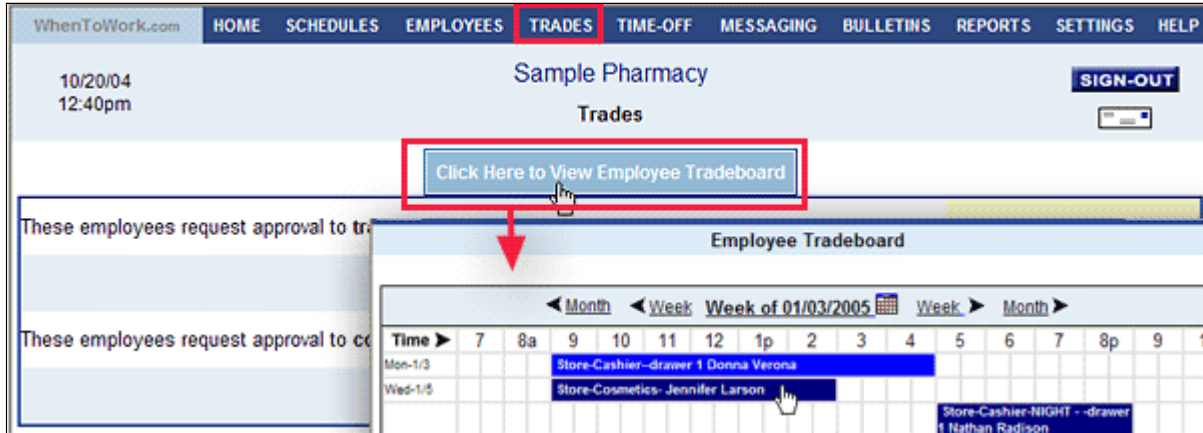 WhenToWork.com HOME SCHEDULES EMPLOYEES TRADES TIME-OFF MESSAGING BULLETINS REPORTS SETTINGS HELP
10/20/04
12:40pm
Sample Pharmacy
Trades
SIGN-OUT
Click Here to View Employee Tradeboard
These employees request approval to tra
These employees request approval to co
Employee Tradeboard
Month Week Week of 01/03/2005 Week Month
Time 7 8a 9 10 11 12 1p 2 3 4 5 6 7 8p 9 1
Mon-1/3 Store-Cashier--drawer 1 Donna Verona
Wed-1/5 Store-Cosmetics- Jennifer Larson
Store-Cashier-NIGHT - -drawer
1 Nathan Radison